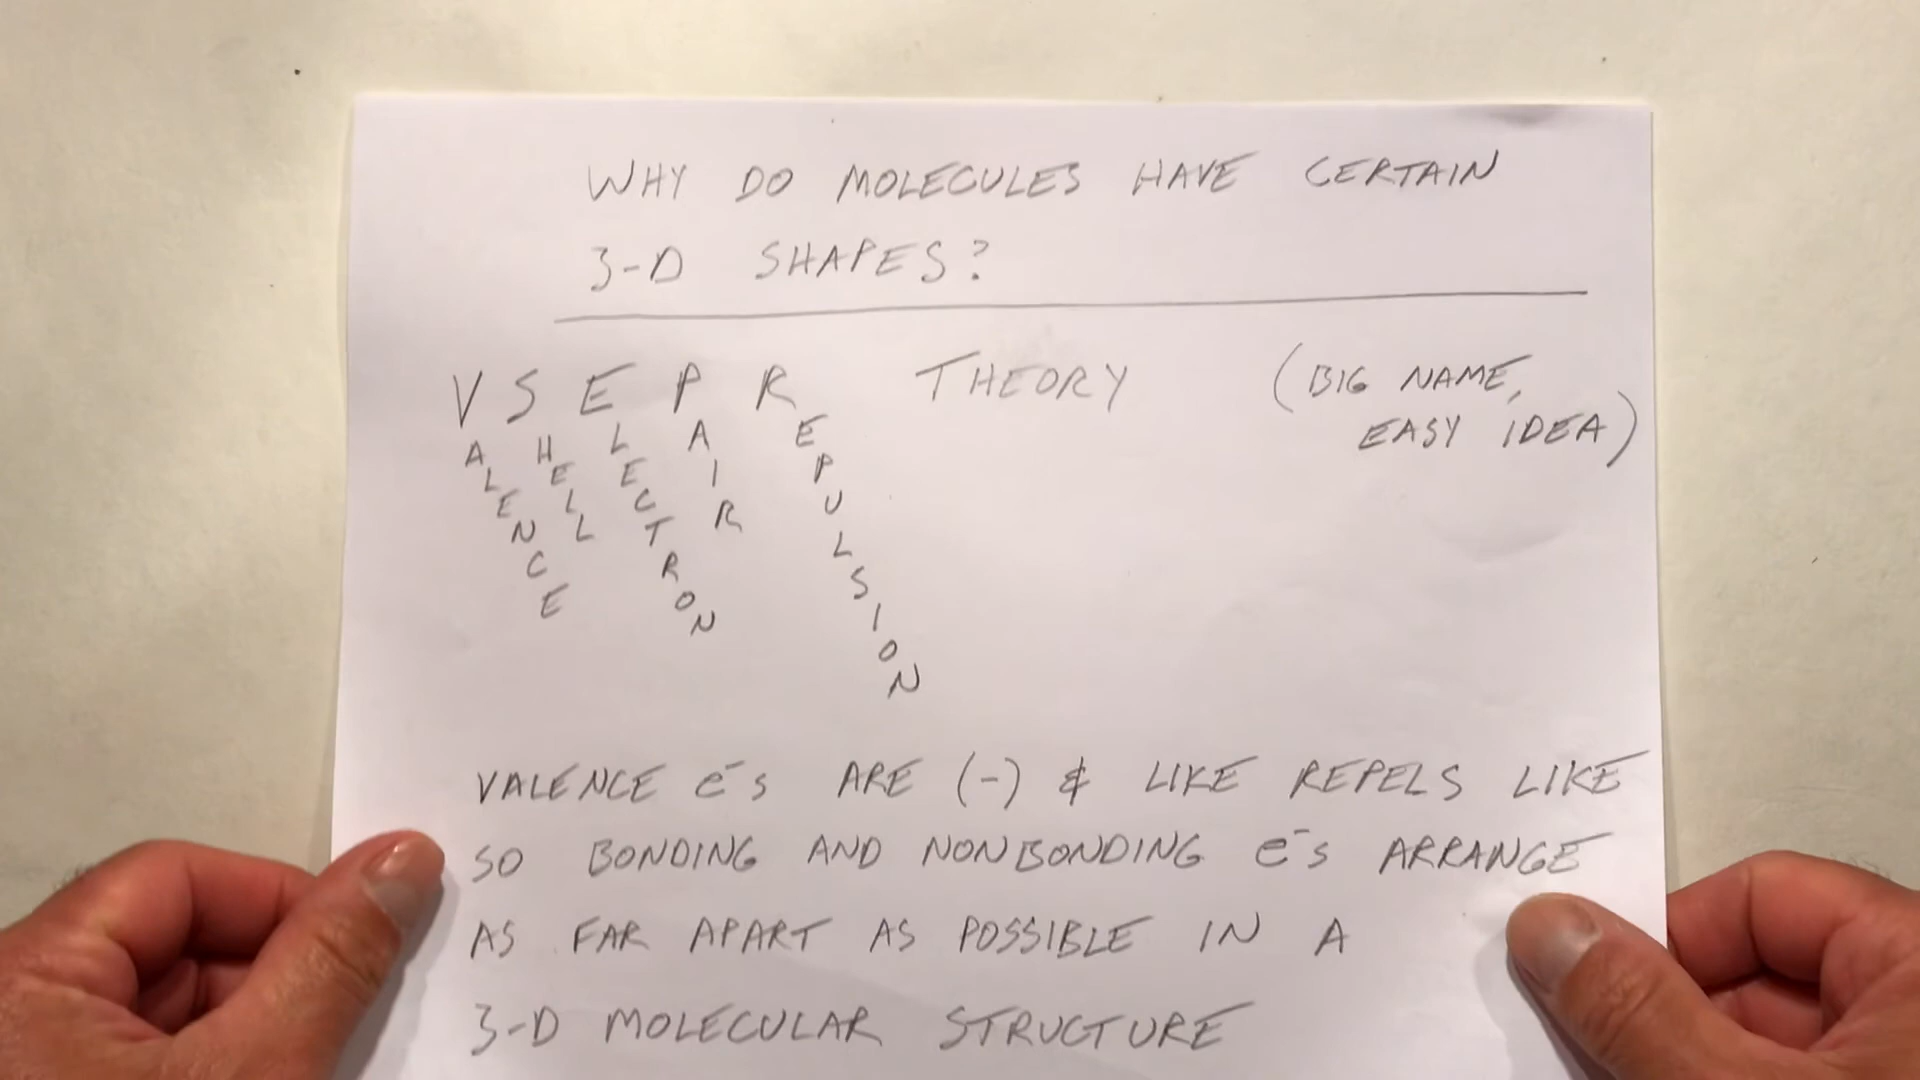 WHY DO MOLECULES HAVE CERTAIN
3-D SHAPES?
V S E P R THEORY (BIG NAME,
EASY IDEA)
VALENCE SHELL ELECTRON PAIR REPULSION
VALENCE e⁻s ARE (-) & LIKE REPELS LIKE
SO BONDING AND NONBONDING e⁻s ARRANGE
AS FAR APART AS POSSIBLE IN A
3-D MOLECULAR STRUCTURE